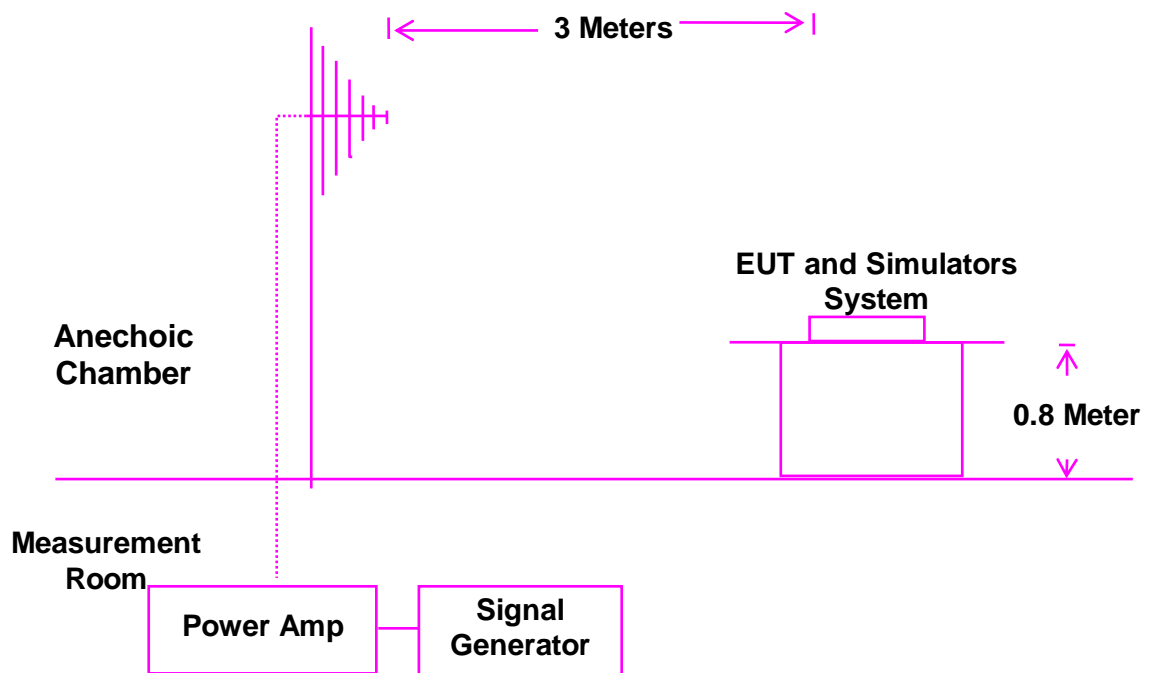 3 Meters
EUT and Simulators
System
Anechoic
Chamber
0.8 Meter
Measurement
Room
Power Amp
Signal
Generator